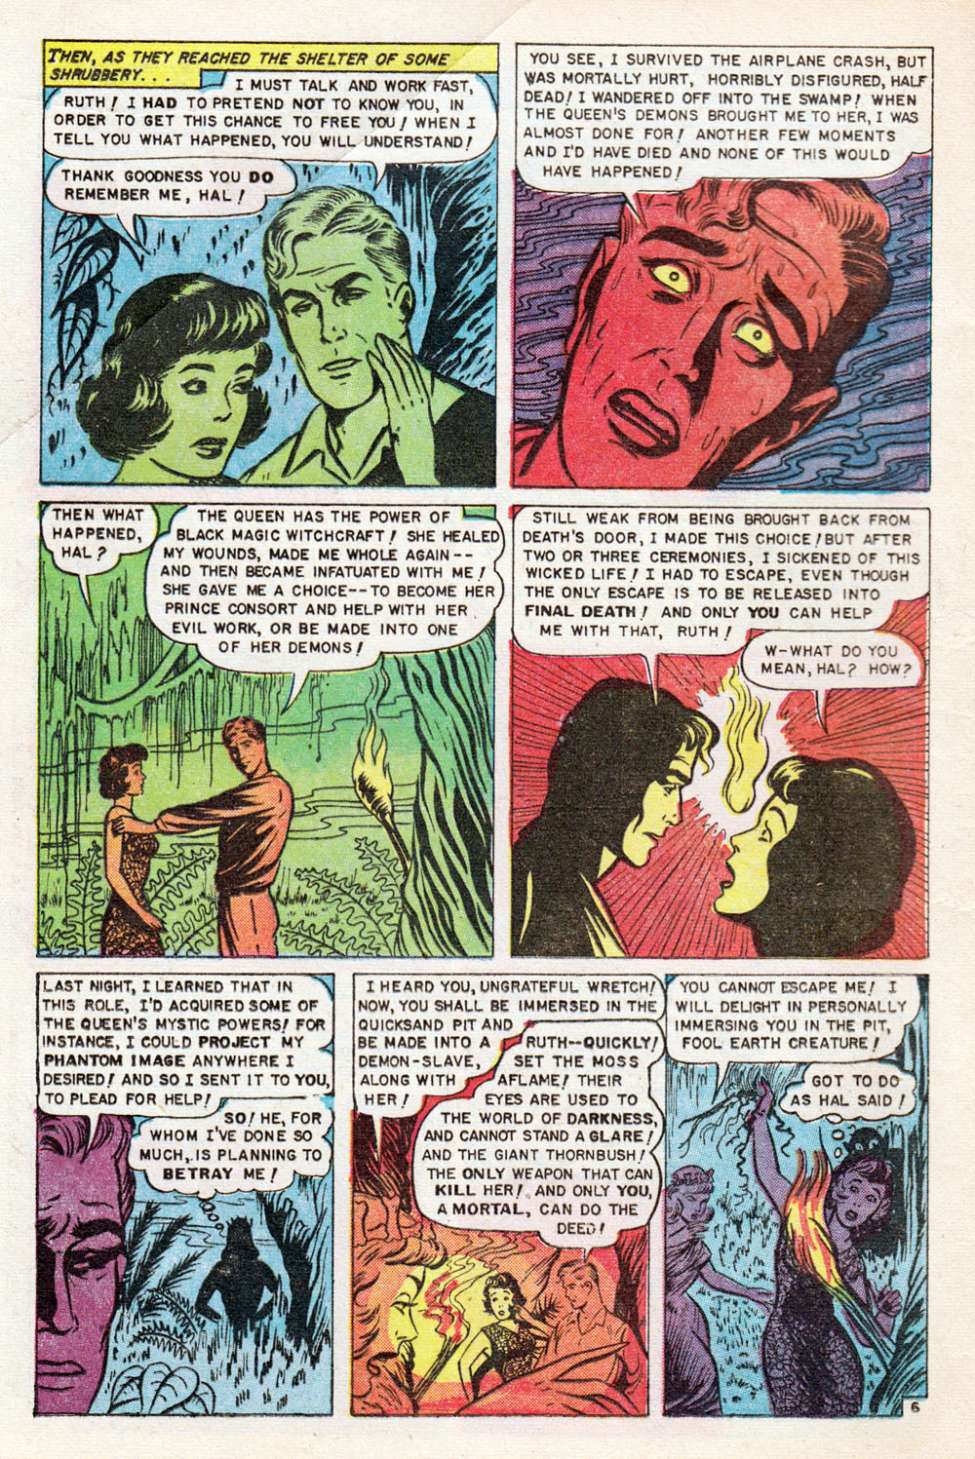 THEN, AS THEY REACHED THE SHELTER OF SOME
SHRUBBERY...
I MUST TALK AND WORK FAST,
RUTH! I HAD TO PRETEND NOT TO KNOW YOU, IN
ORDER TO GET THIS CHANCE TO FREE YOU! WHEN I
TELL YOU WHAT HAPPENED, YOU WILL UNDERSTAND!
THANK GOODNESS YOU DO
REMEMBER ME, HAL!
YOU SEE, I SURVIVED THE AIRPLANE CRASH, BUT
WAS MORTALLY HURT, HORRIBLY DISFIGURED, HALF
DEAD! I WANDERED OFF INTO THE SWAMP! WHEN
THE QUEEN'S DEMONS BROUGHT ME TO HER, I WAS
ALMOST DONE FOR! ANOTHER FEW MOMENTS
AND I'D HAVE DIED AND NONE OF THIS WOULD
HAVE HAPPENED!
THEN WHAT
HAPPENED,
HAL?
THE QUEEN HAS THE POWER OF
BLACK MAGIC WITCHCRAFT! SHE HEALED
MY WOUNDS, MADE ME WHOLE AGAIN--
AND THEN BECAME INFATUATED WITH ME!
SHE GAVE ME A CHOICE--TO BECOME HER
PRINCE CONSORT AND HELP WITH HER
EVIL WORK, OR BE MADE INTO ONE
OF HER DEMONS!
STILL WEAK FROM BEING BROUGHT BACK FROM
DEATH'S DOOR, I MADE THIS CHOICE! BUT AFTER
TWO OR THREE CEREMONIES, I SICKENED OF THIS
WICKED LIFE! I HAD TO ESCAPE, EVEN THOUGH
THE ONLY ESCAPE IS TO BE RELEASED INTO
FINAL DEATH! AND ONLY YOU CAN HELP
ME WITH THAT, RUTH!
W-WHAT DO YOU
MEAN, HAL? HOW?
LAST NIGHT, I LEARNED THAT IN
THIS ROLE, I'D ACQUIRED SOME OF
THE QUEEN'S MYSTIC POWERS! FOR
INSTANCE, I COULD PROJECT MY
PHANTOM IMAGE ANYWHERE I
DESIRED! AND SO I SENT IT TO YOU,
TO PLEAD FOR HELP!
SO! HE, FOR
WHOM I'VE DONE SO
MUCH, IS PLANNING TO
BETRAY ME!
I HEARD YOU, UNGRATEFUL WRETCH!
NOW, YOU SHALL BE IMMERSED IN THE
QUICKSAND PIT AND
BE MADE INTO A
DEMON-SLAVE,
ALONG WITH
HER!
RUTH--QUICKLY!
SET THE MOSS
AFLAME! THEIR
EYES ARE USED TO
THE WORLD OF DARKNESS,
AND CANNOT STAND A GLARE!
AND THE GIANT THORNBUSH!
THE ONLY WEAPON THAT CAN
KILL HER! AND ONLY YOU,
A MORTAL, CAN DO THE
DEED!
YOU CANNOT ESCAPE ME! I
WILL DELIGHT IN PERSONALLY
IMMERSING YOU IN THE PIT,
FOOL EARTH CREATURE!
GOT TO DO
AS HAL SAID!
6